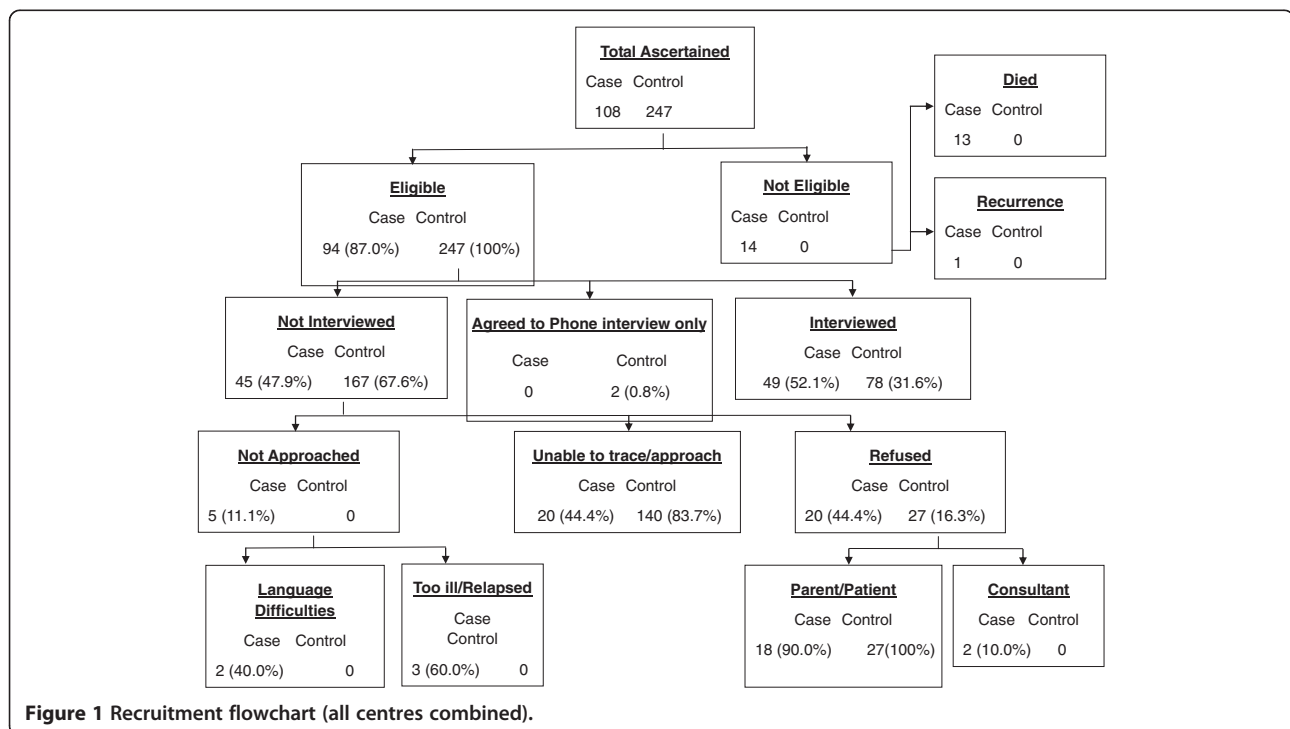 Total Ascertained
Case Control
108 247
Died
Case Control
13 0
Eligible
Case Control
94 (87.0%) 247 (100%)
Not Eligible
Case Control
14 0
Recurrence
Case Control
1 0
Not Interviewed
Case Control
45 (47.9%) 167 (67.6%)
Agreed to Phone interview only
Case Control
0 2 (0.8%)
Interviewed
Case Control
49 (52.1%) 78 (31.6%)
Not Approached
Case Control
5 (11.1%) 0
Unable to trace/approach
Case Control
20 (44.4%) 140 (83.7%)
Refused
Case Control
20 (44.4%) 27 (16.3%)
Language
Difficulties
Case Control
2 (40.0%) 0
Too ill/Relapsed
Case
Control
3 (60.0%) 0
Parent/Patient
Case Control
18 (90.0%) 27(100%)
Consultant
Case Control
2 (10.0%) 0
Figure 1 Recruitment flowchart (all centres combined).